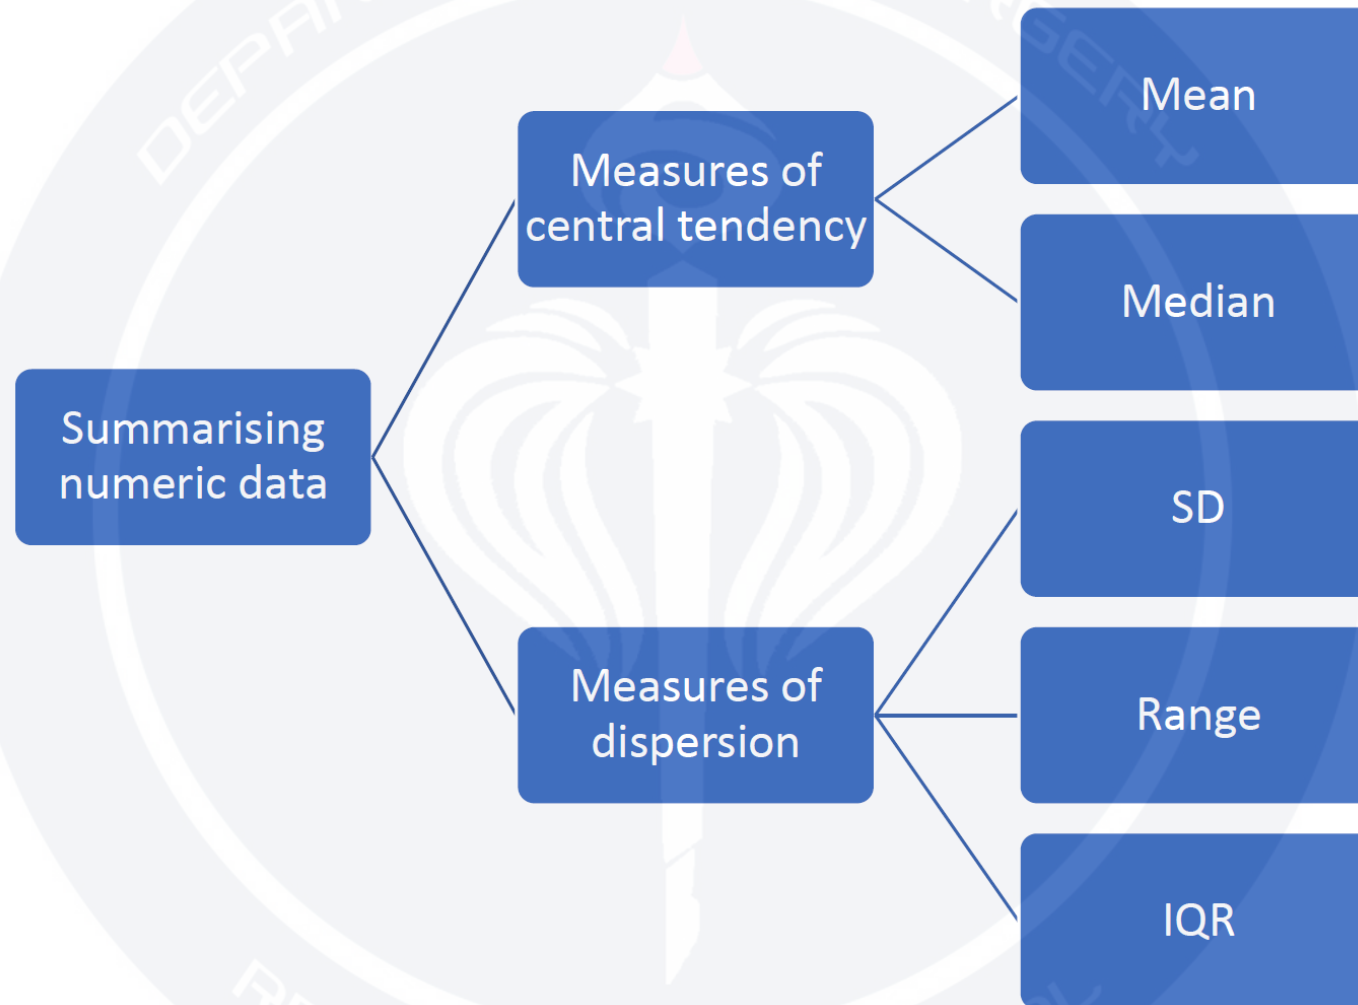 Mean
Measures of
central tendency
Median
Summarising
numeric data
SD
Measures of
dispersion
Range
IQR